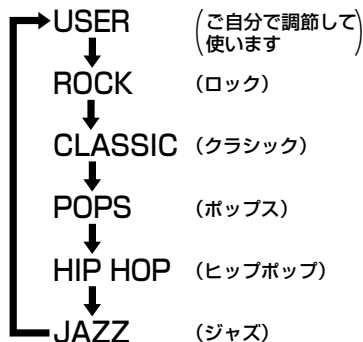 USER (ご自分で調節して
使います)
ROCK (ロック)
CLASSIC (クラシック)
POPS (ポップス)
HIP HOP (ヒップポップ)
JAZZ (ジャズ)